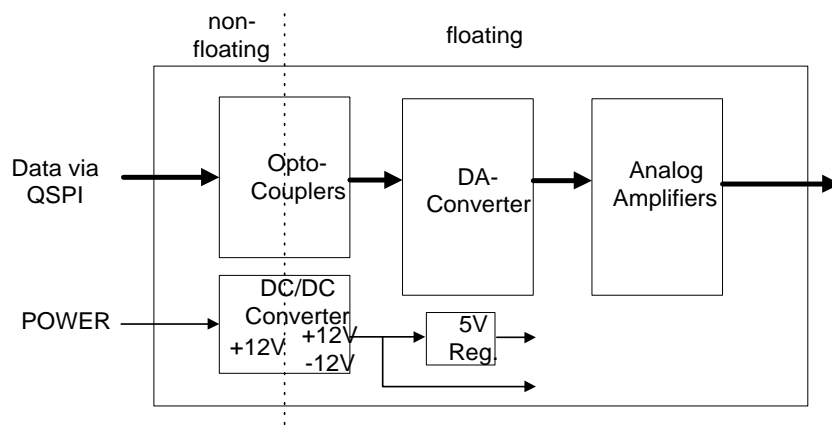 non-
floating
floating
Data via
QSPI
Opto-
Couplers
DA-
Converter
Analog
Amplifiers
POWER
DC/DC
Converter
+12V
+12V
-12V
5V
Reg.